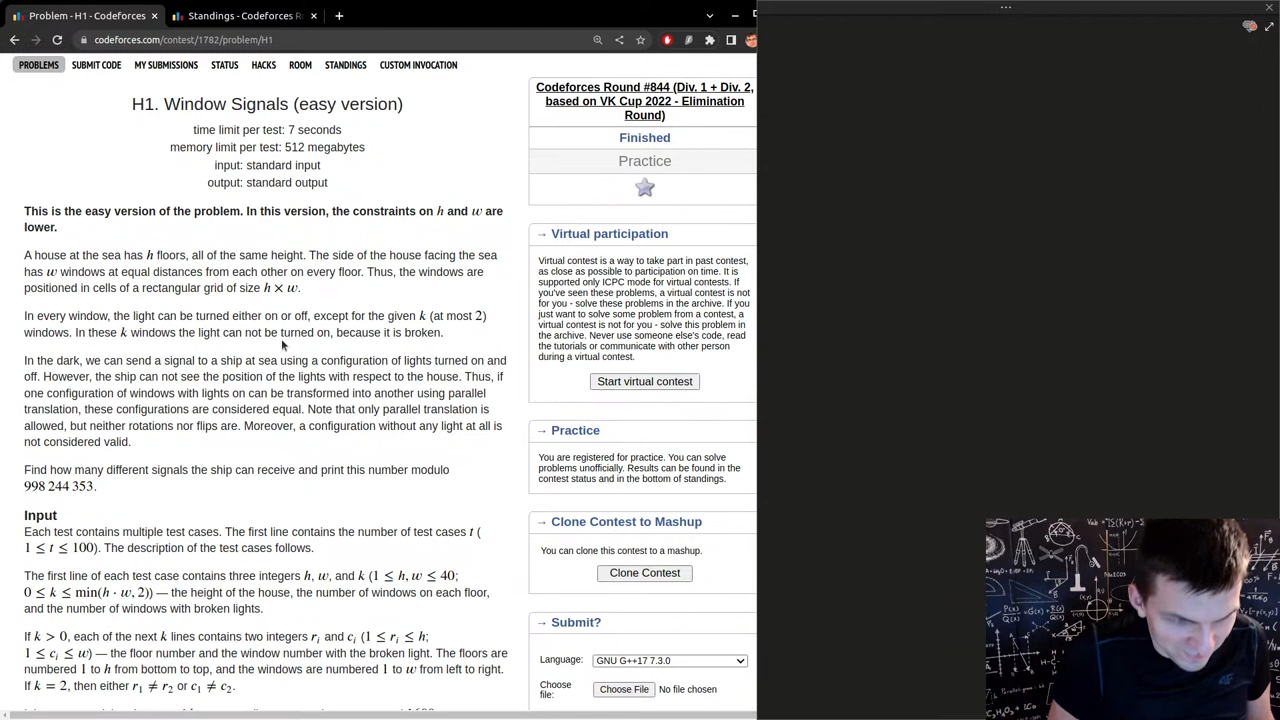 Problem - H1 - Codeforces
Standings - Codeforces R
codeforces.com/contest/1782/problem/H1
PROBLEMS SUBMIT CODE MY SUBMISSIONS STATUS HACKS ROOM STANDINGS CUSTOM INVOCATION
H1. Window Signals (easy version)
time limit per test: 7 seconds
memory limit per test: 512 megabytes
input: standard input
output: standard output
This is the easy version of the problem. In this version, the constraints on h and w are
lower.
A house at the sea has h floors, all of the same height. The side of the house facing the sea
has w windows at equal distances from each other on every floor. Thus, the windows are
positioned in cells of a rectangular grid of size h × w.
In every window, the light can be turned either on or off, except for the given k (at most 2)
windows. In these k windows the light can not be turned on, because it is broken.
In the dark, we can send a signal to a ship at sea using a configuration of lights turned on and
off. However, the ship can not see the position of the lights with respect to the house. Thus, if
one configuration of windows with lights on can be transformed into another using parallel
translation, these configurations are considered equal. Note that only parallel translation is
allowed, but neither rotations nor flips are. Moreover, a configuration without any light at all is
not considered valid.
Find how many different signals the ship can receive and print this number modulo
998 244 353.
Input
Each test contains multiple test cases. The first line contains the number of test cases t (
1 ≤ t ≤ 100). The description of the test cases follows.
The first line of each test case contains three integers h, w, and k (1 ≤ h, w ≤ 40;
0 ≤ k ≤ min(h · w, 2)) — the height of the house, the number of windows on each floor,
and the number of windows with broken lights.
If k > 0, each of the next k lines contains two integers rᵢ and cᵢ (1 ≤ rᵢ ≤ h;
1 ≤ cᵢ ≤ w) — the floor number and the window number with the broken light. The floors are
numbered 1 to h from bottom to top, and the windows are numbered 1 to w from left to right.
If k = 2, then either r₁ ≠ r₂ or c₁ ≠ c₂.
Codeforces Round #844 (Div. 1 + Div. 2,
based on VK Cup 2022 - Elimination
Round)
Finished
Practice
→ Virtual participation
Virtual contest is a way to take part in past contest,
as close as possible to participation on time. It is
supported only ICPC mode for virtual contests. If
you've seen these problems, a virtual contest is not
for you - solve these problems in the archive. If you
just want to solve some problem from a contest, a
virtual contest is not for you - solve this problem in
the archive. Never use someone else's code, read
the tutorials or communicate with other person
during a virtual contest.
Start virtual contest
→ Practice
You are registered for practice. You can solve
problems unofficially. Results can be found in the
contest status and in the bottom of standings.
→ Clone Contest to Mashup
You can clone this contest to a mashup.
Clone Contest
→ Submit?
Language: GNU G++17 7.3.0
Choose
file: Choose File No file chosen